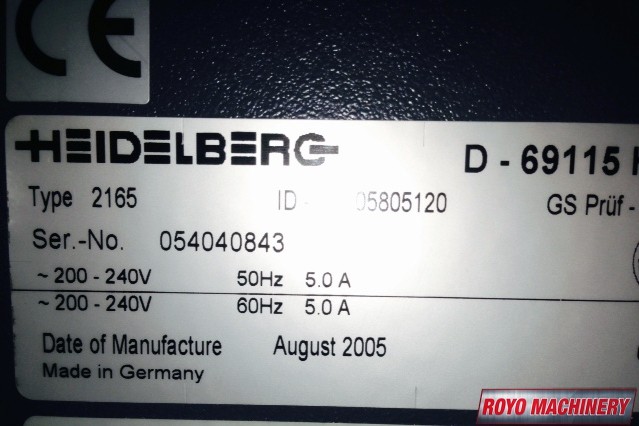 CE
HEIDELBERG
D - 69115
Type 2165 ID - 05805120 GS Prüf -
Ser.-No. 054040843
~ 200 - 240V 50Hz 5.0 A
~ 200 - 240V 60Hz 5.0 A
Date of Manufacture August 2005
Made in Germany
ROYO MACHINERY